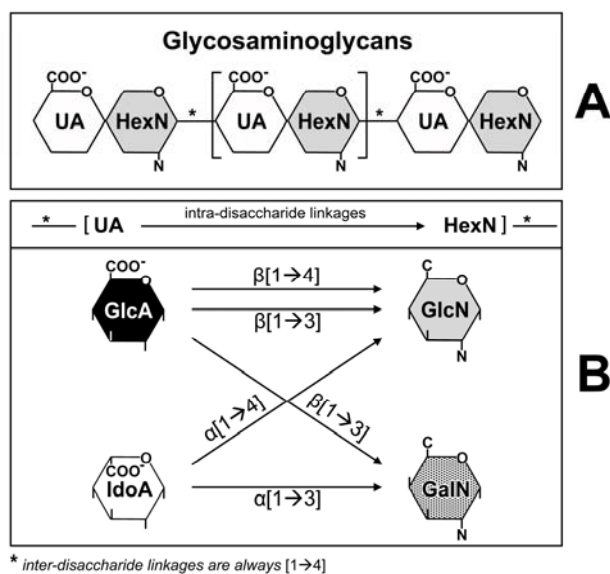 Glycosaminoglycans
COO⁻ COO⁻ COO⁻
O O O O O O
UA HexN * [ UA HexN ] * UA HexN
N N N
A
* [ UA intra-disaccharide linkages HexN ] *
COO⁻ O GlcA β[1→4] C O GlcN
β[1→3]
N
B
α[1→4] β[1→3]
O COO⁻ IdoA α[1→3] C O GalN
N
* inter-disaccharide linkages are always [1→4]